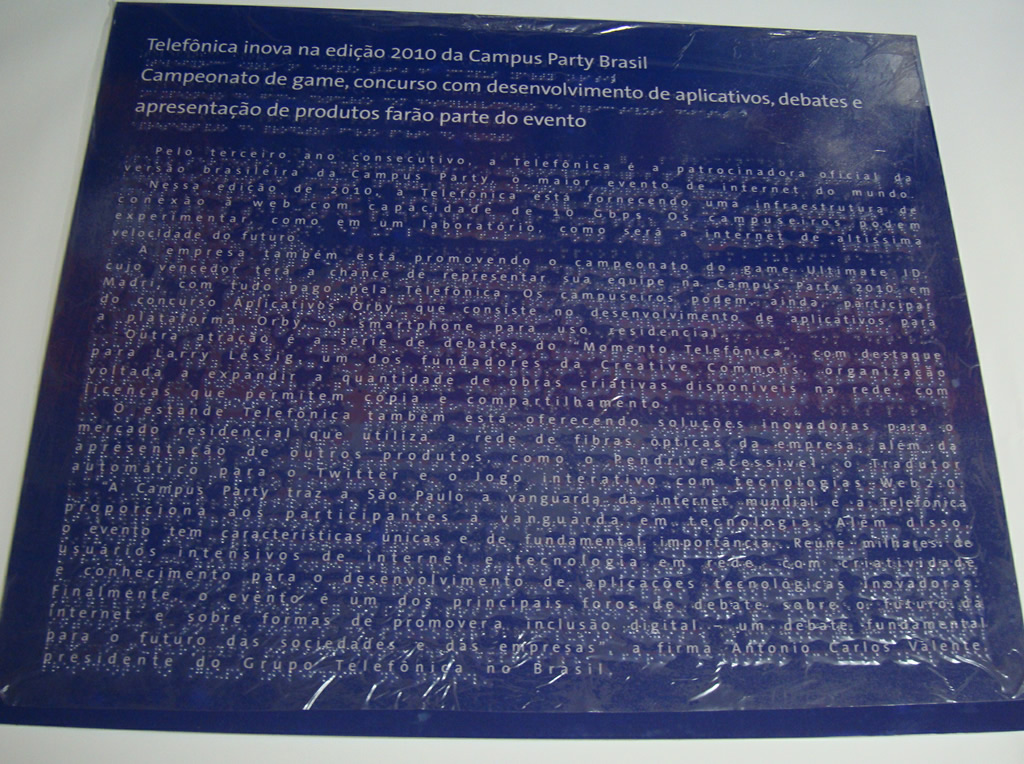 Telefônica inova na edição 2010 da Campus Party Brasil
Campeonato de game, concurso com desenvolvimento de aplicativos, debates e
apresentação de produtos farão parte do evento
Pelo terceiro ano consecutivo, a Telefônica é a patrocinadora oficial da
versão brasileira da Campus Party, o maior evento de internet do mundo.
Nessa edição de 2010, a Telefônica está fornecendo uma infraestrutura de
conexão à web com capacidade de 10 Gbps. Os campuseiros podem
experimentar, como em um laboratório, como será a internet de altíssima
velocidade do futuro.
A empresa também está promovendo o campeonato do game Ultimate ID,
cujo vencedor terá a chance de representar sua equipe na Campus Party 2010 em
Madri, com tudo pago pela Telefônica. Os campuseiros podem, ainda, participar
do concurso Aplicativos Orby, que consiste no desenvolvimento de aplicativos para
a plataforma Orby, o smartphone para uso residencial.
Outra atração é a série de debates do "Momento Telefônica", com destaque
para Larry Lessig, um dos fundadores da Creative Commons, organização
voltada a expandir a quantidade de obras criativas disponíveis na rede, com
licenças que permitem cópia e compartilhamento.
O estande Telefônica também está oferecendo soluções inovadoras para o
mercado residencial que utiliza a rede de fibras ópticas da empresa, além da
apresentação de outros produtos, como o Pendrive acessível, o Tradutor
automático para o Twitter e o Jogo Interativo com tecnologias Web 2.0.
"A Campus Party traz a São Paulo a vanguarda da internet mundial e a Telefônica
proporciona aos participantes a vanguarda em tecnologia. Além disso,
o evento tem características únicas e de fundamental importância. Reúne milhares de
usuários intensivos de internet e tecnologia em rede, com criatividade
e conhecimento para o desenvolvimento de aplicações tecnológicas inovadoras.
Finalmente, o evento é um dos principais foros de debate sobre o futuro da
internet e sobre formas de promover a inclusão digital, um debate fundamental
para o futuro das sociedades e das empresas", afirma Antonio Carlos Valente,
presidente do Grupo Telefônica no Brasil.